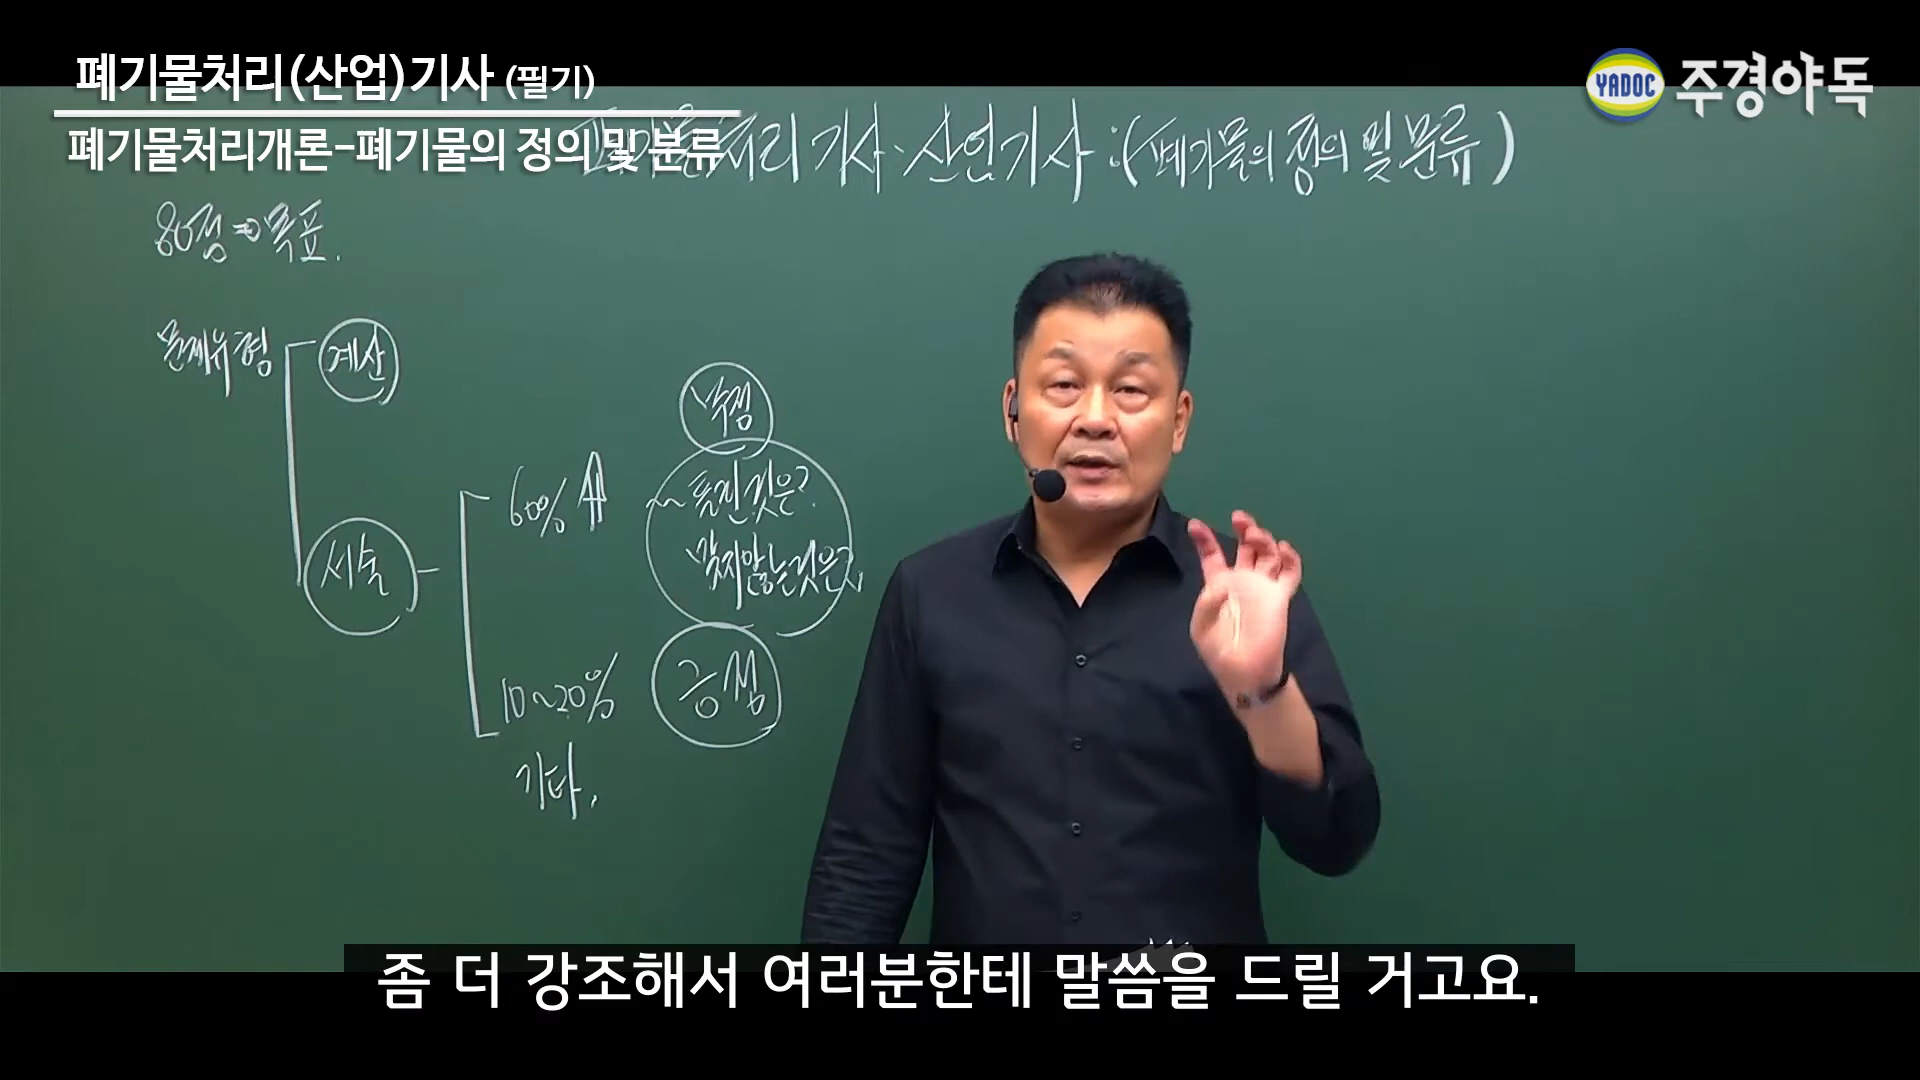 폐기물처리(산업)기사 (필기)
YADOC 주경야독
폐기물처리개론-폐기물의 정의 및 분류
처리기사·산업기사:(폐기물의 정의 및 분류)
80점⇒목표.
문제유형
계산
서술
60%
~틀린것은?
맞지않는것은?
10~20%
긍정
기타.
좀 더 강조해서 여러분한테 말씀을 드릴 거고요.